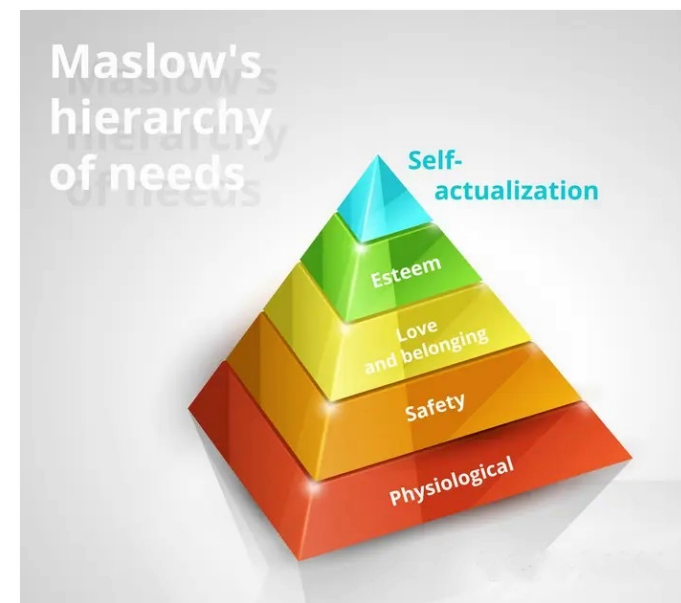 Maslow's
hierarchy
of needs
Self-
actualization
Esteem
Love
and belonging
Safety
Physiological